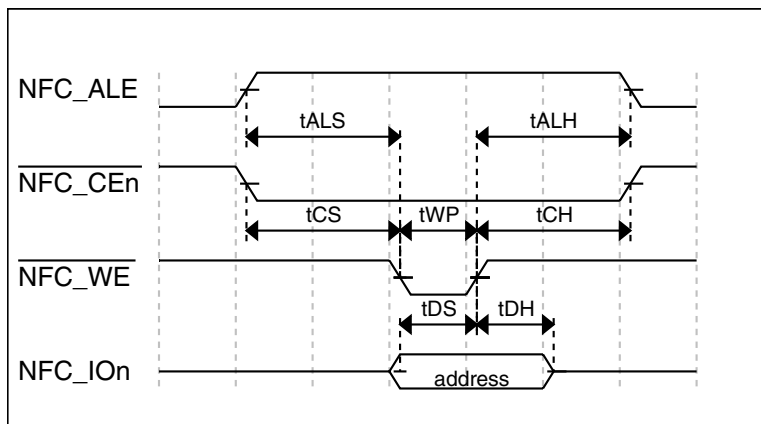 NFC_ALE
tALS tALH
NFC_CEn
tCS tWP tCH
NFC_WE
tDS tDH
NFC_IOn address